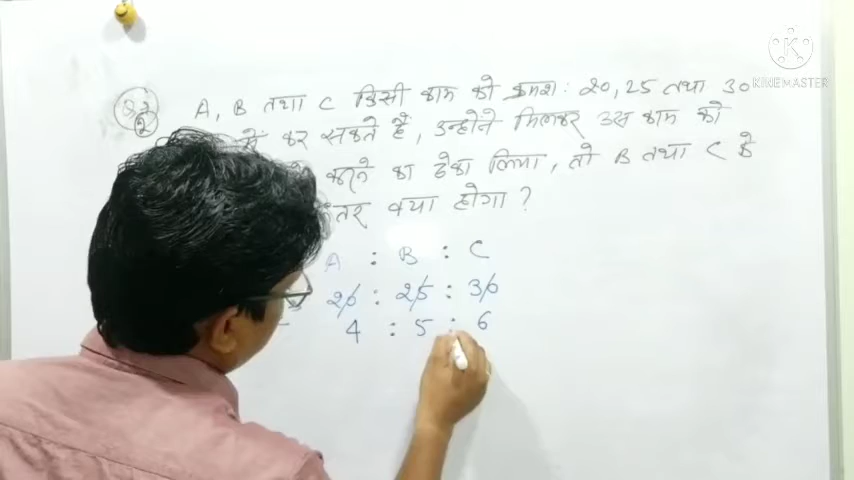 KINEMASTER
A, B तथा C किसी काम को क्रमश: 20, 25 तथा 30
में कर सकते हैं, उन्होंने मिलकर उस काम को
करने का ठेका लिया, तो B तथा C के
क्या होगा ?
A : B : C
20 : 25 : 30
4 : 5 : 6